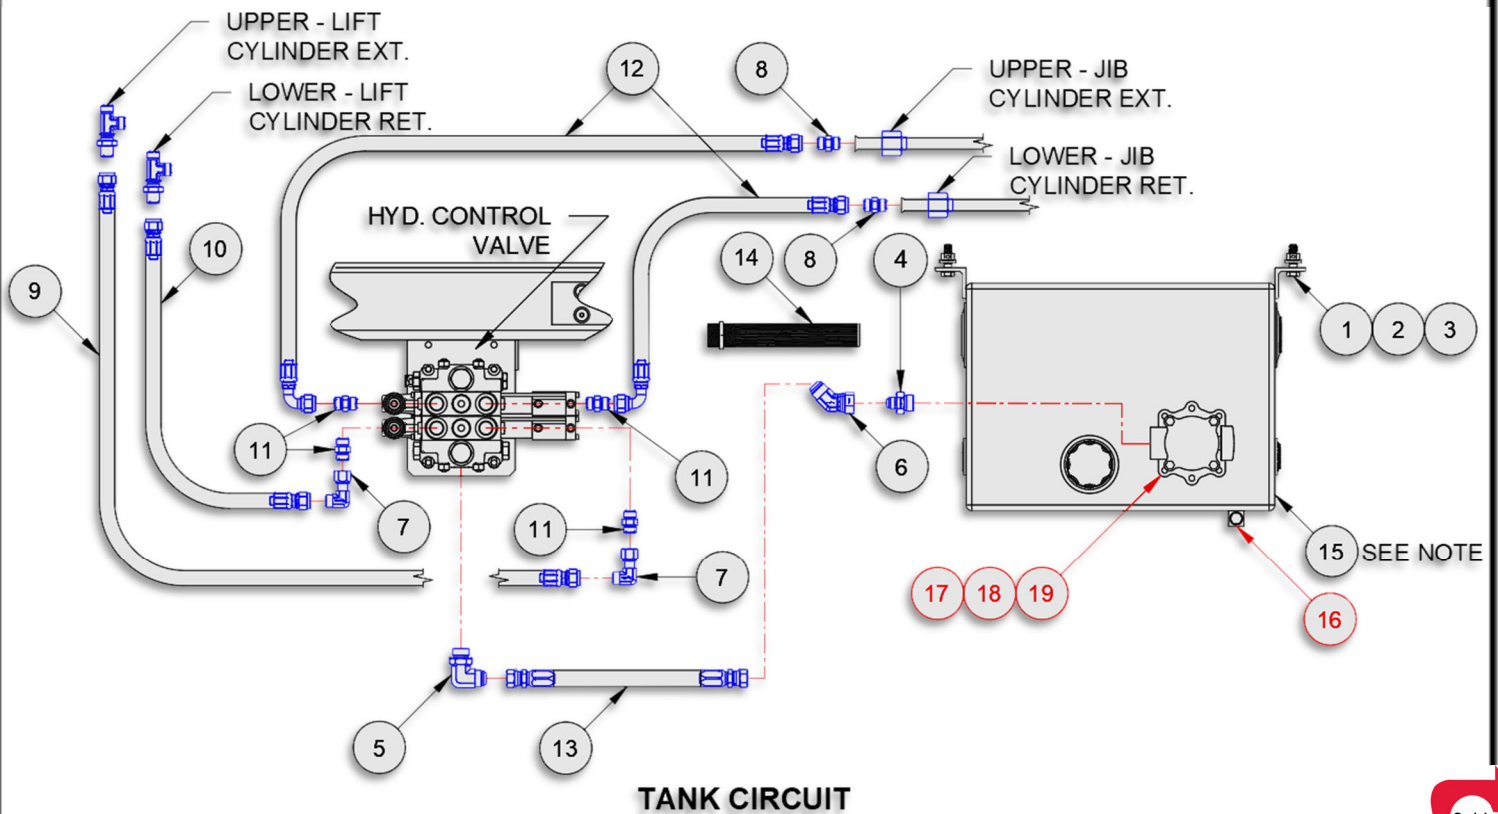 UPPER - LIFT
CYLINDER EXT.
LOWER - LIFT
CYLINDER RET.
12
8
UPPER - JIB
CYLINDER EXT.
LOWER - JIB
CYLINDER RET.
HYD. CONTROL
VALVE
10
14
8
4
9
1 2 3
11
6
11
7
11
15 SEE NOTE
7
17 18 19
16
5
13
TANK CIRCUIT